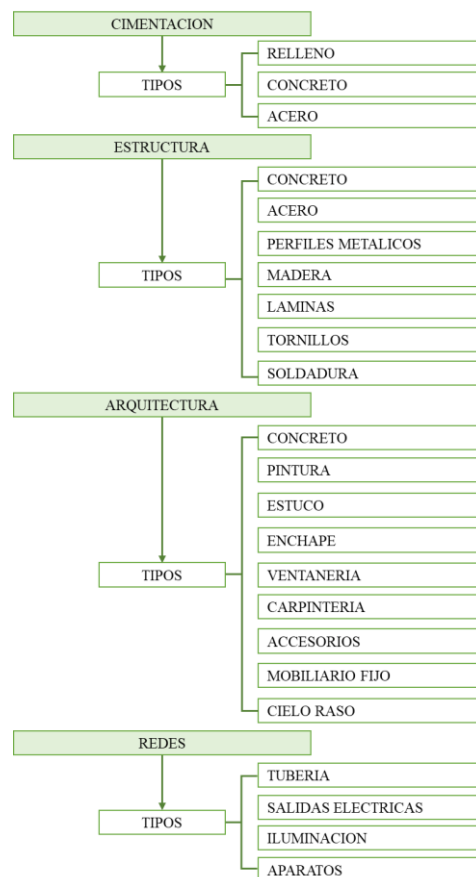 CIMENTACION
RELLENO
TIPOS
CONCRETO
ACERO
ESTRUCTURA
CONCRETO
ACERO
PERFILES METALICOS
TIPOS
MADERA
LAMINAS
TORNILLOS
SOLDADURA
ARQUITECTURA
CONCRETO
PINTURA
ESTUCO
ENCHAPE
TIPOS
VENTANERIA
CARPINTERIA
ACCESORIOS
MOBILIARIO FIJO
CIELO RASO
REDES
TUBERIA
SALIDAS ELECTRICAS
TIPOS
ILUMINACION
APARATOS